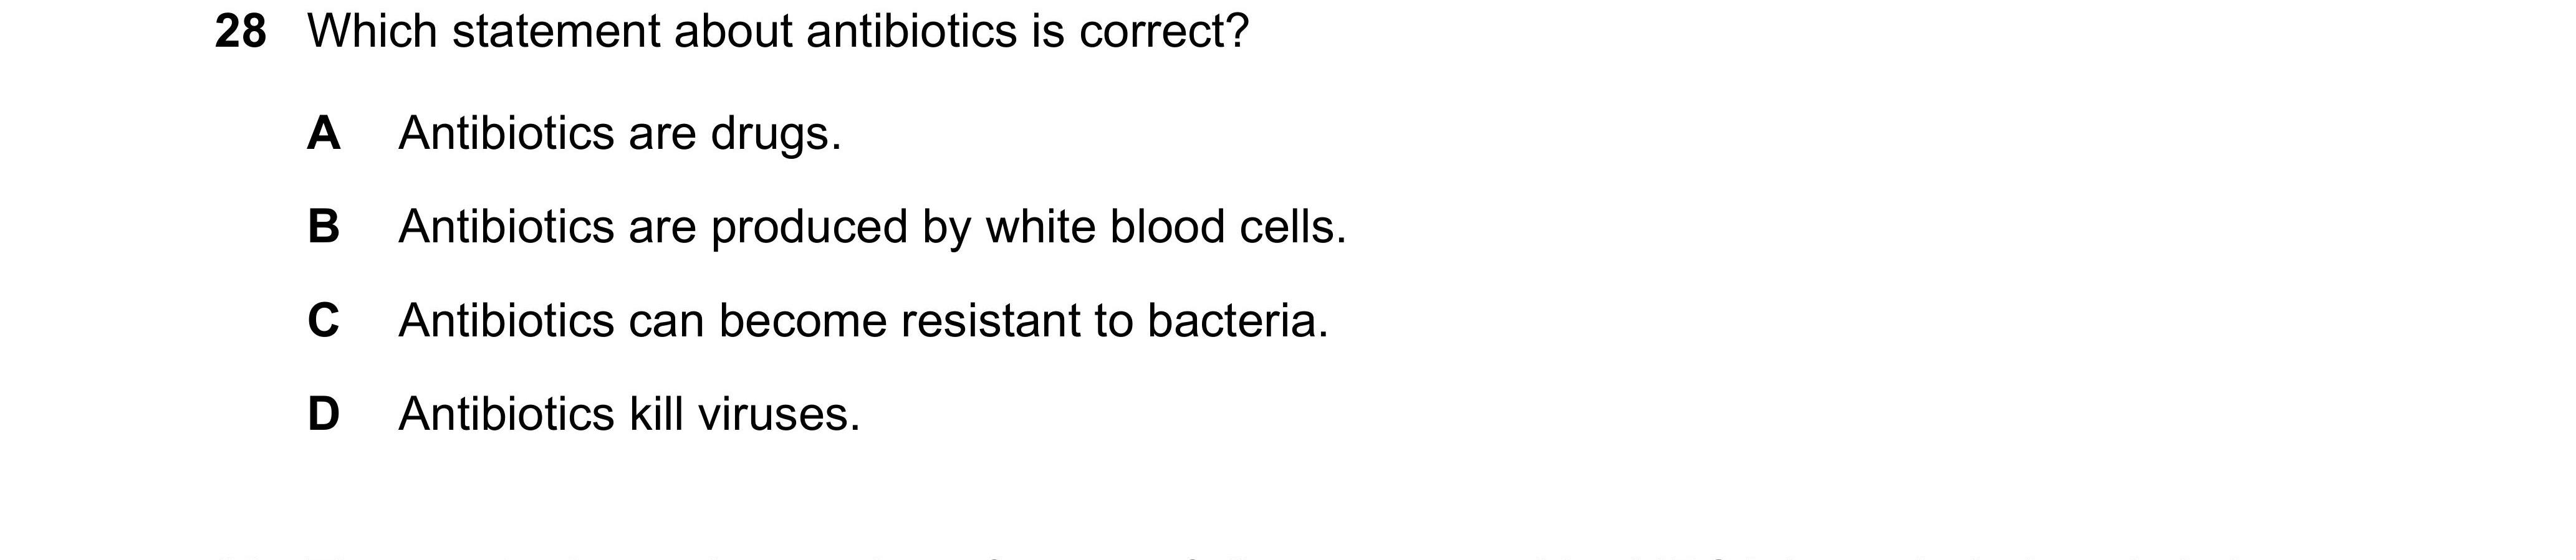 28 Which statement about antibiotics is correct?
A Antibiotics are drugs.
B Antibiotics are produced by white blood cells.
C Antibiotics can become resistant to bacteria.
D Antibiotics kill viruses.